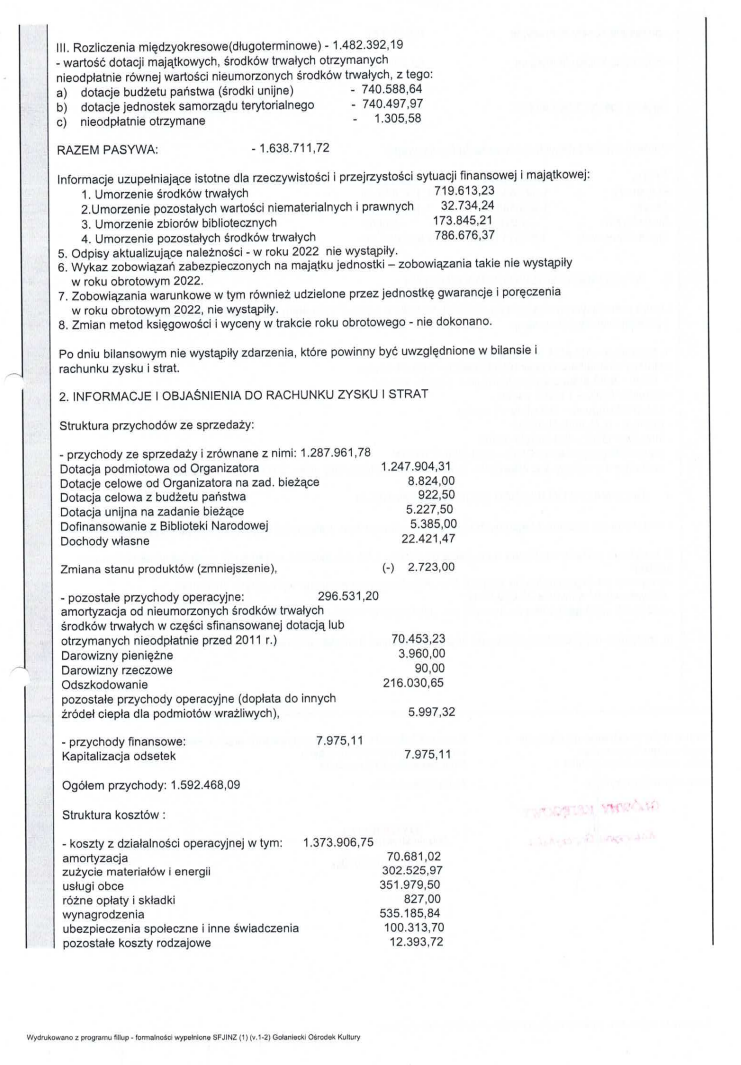 III. Rozliczenia międzyokresowe(długoterminowe) - 1.482.392,19
- wartość dotacji majątkowych, środków trwałych otrzymanych
nieodpłatnie równej wartości nieumorzonych środków trwałych, z tego:
a) dotacje budżetu państwa (środki unijne) - 740.588,64
b) dotacje jednostek samorządu terytorialnego - 740.497,97
c) nieodpłatnie otrzymane - 1.305,58
RAZEM PASYWA: - 1.638.711,72
Informacje uzupełniające istotne dla rzeczywistości i przejrzystości sytuacji finansowej i majątkowej:
1. Umorzenie środków trwałych 719.613,23
2.Umorzenie pozostałych wartości niematerialnych i prawnych 32.734,24
3. Umorzenie zbiorów bibliotecznych 173.845,21
4. Umorzenie pozostałych środków trwałych 786.676,37
5. Odpisy aktualizujące należności - w roku 2022 nie wystąpiły.
6. Wykaz zobowiązań zabezpieczonych na majątku jednostki – zobowiązania takie nie wystąpiły
w roku obrotowym 2022.
7. Zobowiązania warunkowe w tym również udzielone przez jednostkę gwarancje i poręczenia
w roku obrotowym 2022, nie wystąpiły.
8. Zmian metod księgowości i wyceny w trakcie roku obrotowego - nie dokonano.
Po dniu bilansowym nie wystąpiły zdarzenia, które powinny być uwzględnione w bilansie i
rachunku zysku i strat.
2. INFORMACJE I OBJAŚNIENIA DO RACHUNKU ZYSKU I STRAT
Struktura przychodów ze sprzedaży:
- przychody ze sprzedaży i zrównane z nimi: 1.287.961,78
Dotacja podmiotowa od Organizatora 1.247.904,31
Dotacje celowe od Organizatora na zad. bieżące 8.824,00
Dotacja celowa z budżetu państwa 922,50
Dotacja unijna na zadanie bieżące 5.227,50
Dofinansowanie z Biblioteki Narodowej 5.385,00
Dochody własne 22.421,47
Zmiana stanu produktów (zmniejszenie), (-) 2.723,00
- pozostałe przychody operacyjne: 296.531,20
amortyzacja od nieumorzonych środków trwałych
środków trwałych w części sfinansowanej dotacją lub
otrzymanych nieodpłatnie przed 2011 r.) 70.453,23
Darowizny pieniężne 3.960,00
Darowizny rzeczowe 90,00
Odszkodowanie 216.030,65
pozostałe przychody operacyjne (dopłata do innych
źródeł ciepła dla podmiotów wrażliwych), 5.997,32
- przychody finansowe: 7.975,11
Kapitalizacja odsetek 7.975,11
Ogółem przychody: 1.592.468,09
Struktura kosztów :
- koszty z działalności operacyjnej w tym: 1.373.906,75
amortyzacja 70.681,02
zużycie materiałów i energii 302.525,97
usługi obce 351.979,50
różne opłaty i składki 827,00
wynagrodzenia 535.185,84
ubezpieczenia społeczne i inne świadczenia 100.313,70
pozostałe koszty rodzajowe 12.393,72
Wydrukowano z programu fillup - formalności wypełnione SFJINZ (1) (v.1-2) Gołaniecki Ośrodek Kultury